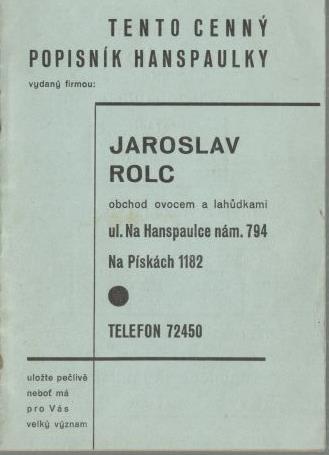 TENTO CENNÝ
POPISNÍK HANSPAULKY
vydaný firmou:
JAROSLAV
ROLC
obchod ovocem a lahůdkami
ul. Na Hanspaulce nám. 794
Na Pískách 1182
TELEFON 72450
uložte pečlivě
neboť má
pro Vás
velký význam